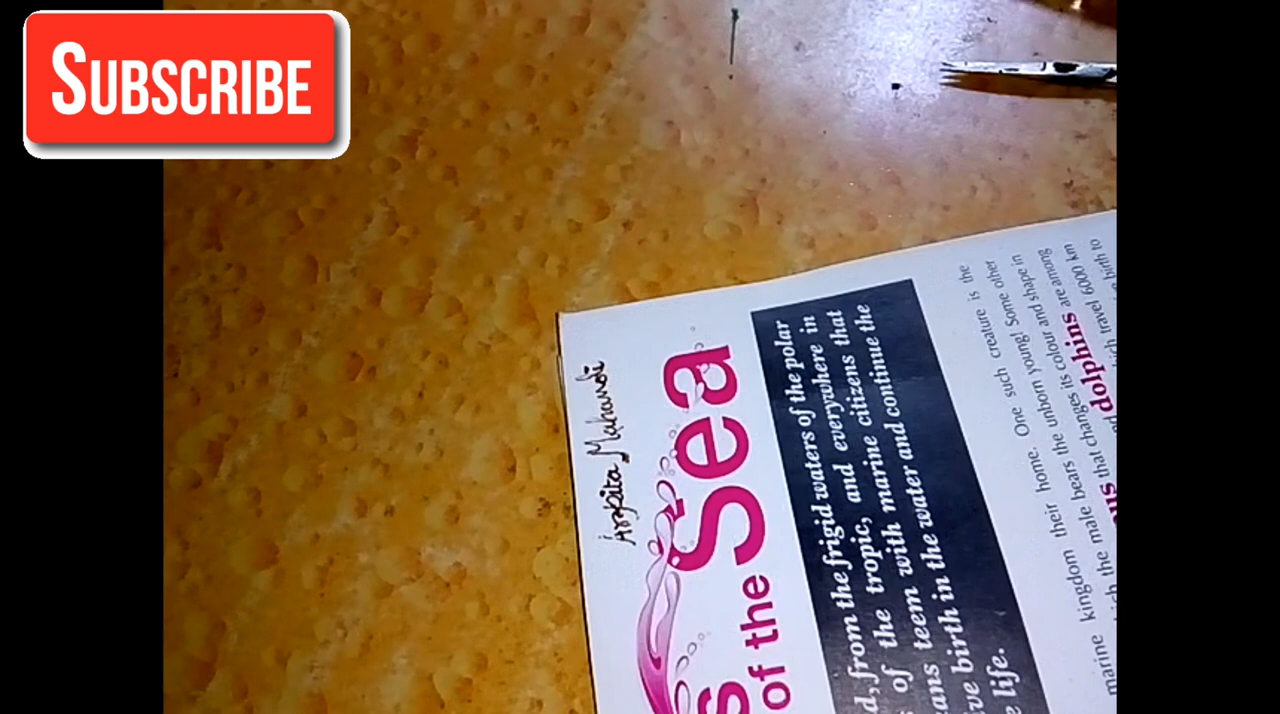 SUBSCRIBE
Ankita Mahandi
of the Sea
from the frigid waters of the polar
of the tropic, and everywhere in
teem with marine citizens that
birth in the water and continue the
life.
marine kingdom their home. One such creature is the
the male bears the unborn young! Some other
that changes its colour and shape in
dolphins are among
travel 6000 km
birth to